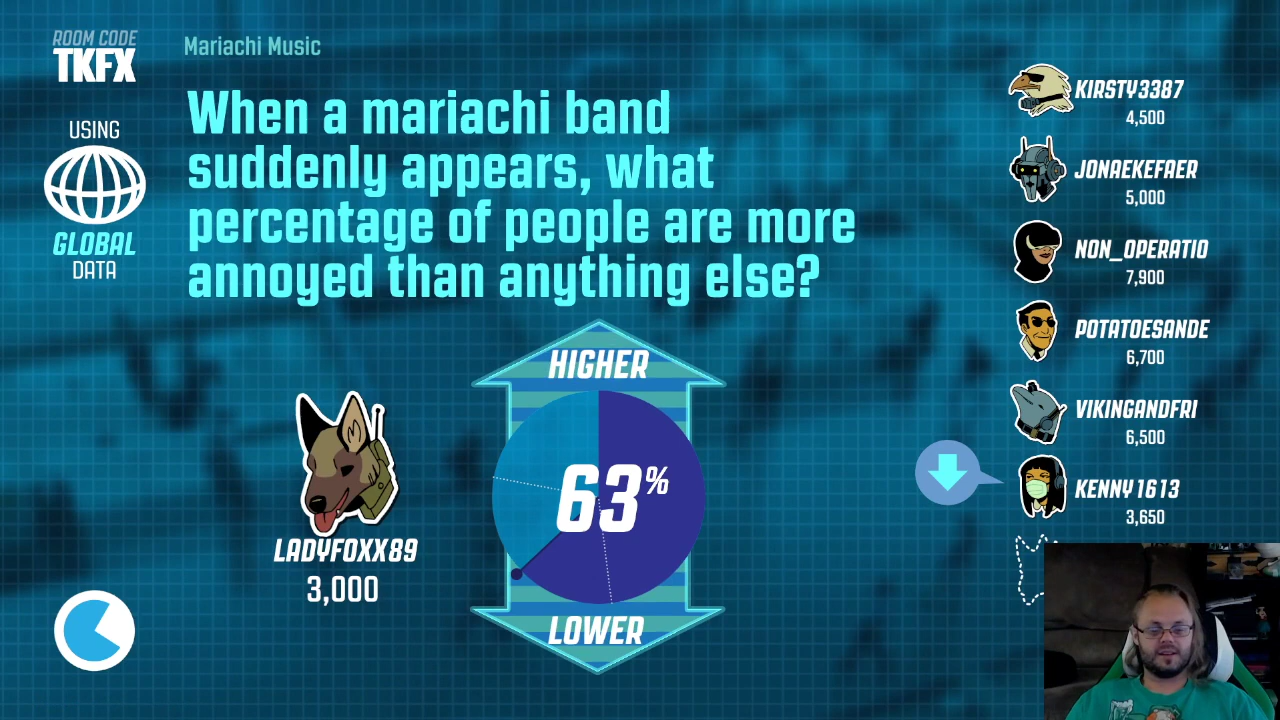 ROOM CODE
TKFX
USING
GLOBAL
DATA
Mariachi Music
When a mariachi band
suddenly appears, what
percentage of people are more
annoyed than anything else?
HIGHER
63%
LOWER
LADYFOXX89
3,000
KIRSTY3387
4,500
JONAEKEFAER
5,000
NON_OPERATIO
7,900
POTATOESANDE
6,700
VIKINGANDFRI
6,500
KENNY1613
3,650